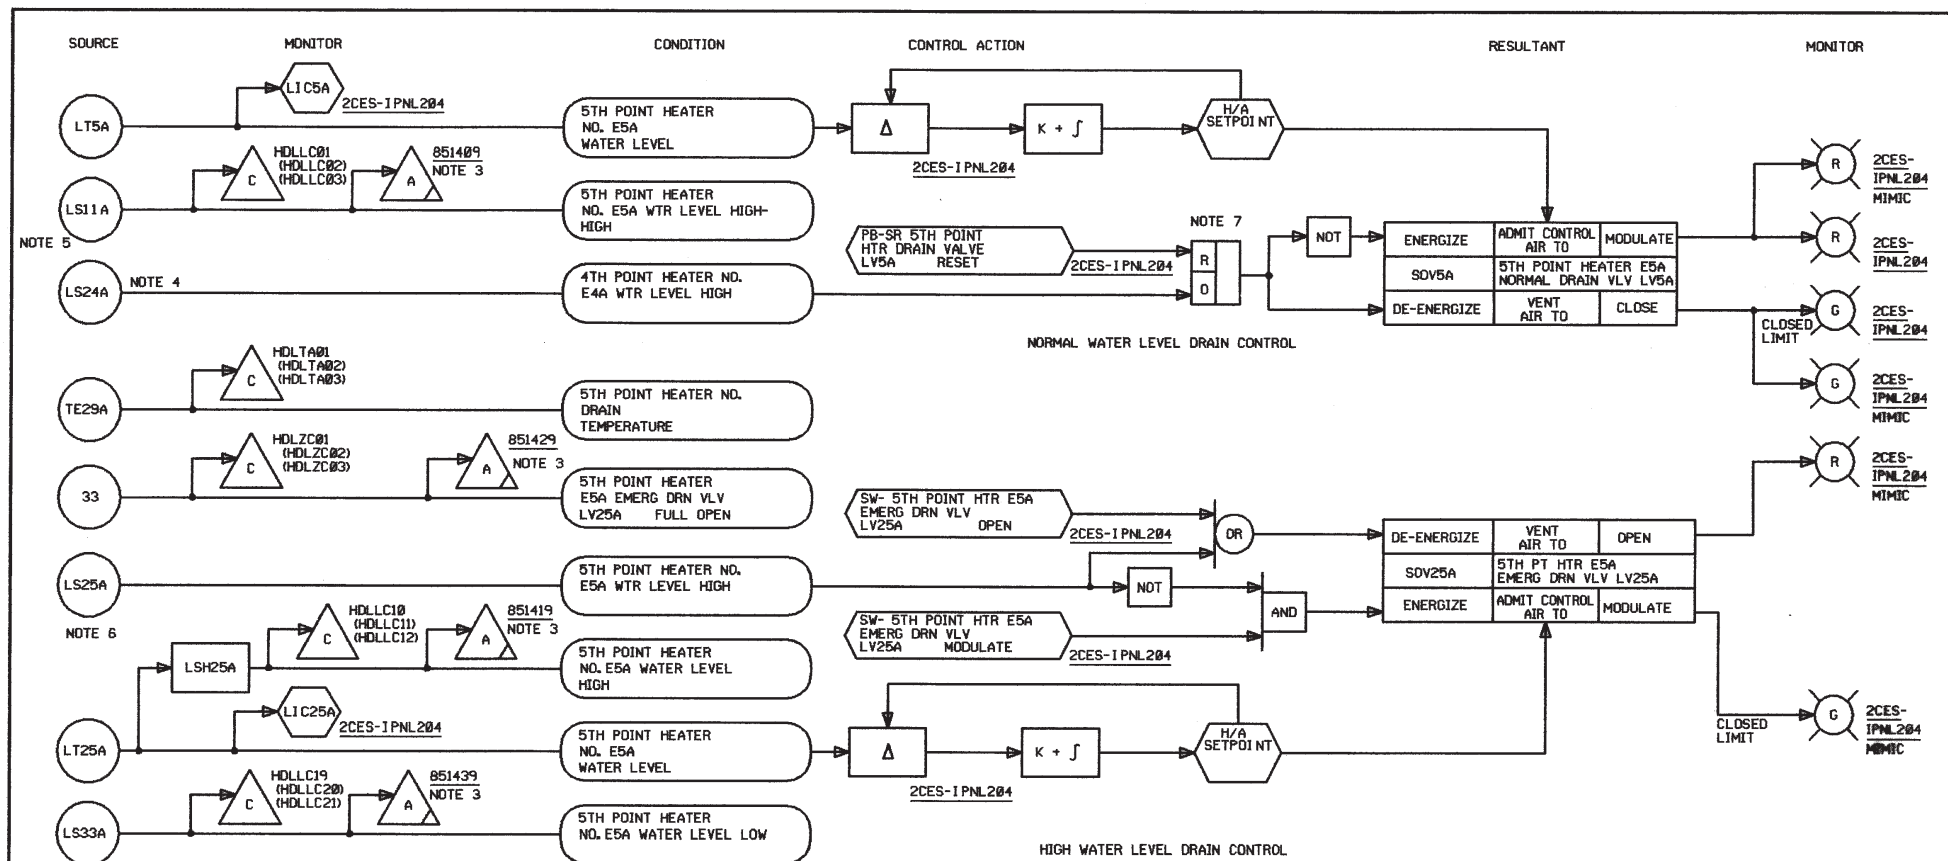 SOURCE
MONITOR
CONDITION
CONTROL ACTION
RESULTANT
MONITOR
LT5A
LIC5A
2CES-IPNL204
5TH POINT HEATER
NO. E5A
WATER LEVEL
Δ
K + ∫
H/A
SETPOINT
2CES-IPNL204
LS11A
NOTE 5
C
HDLLC01
(HDLLC02)
(HDLLC03)
A
851409
NOTE 3
5TH POINT HEATER
NO. E5A WTR LEVEL HIGH-
HIGH
LS24A
NOTE 4
4TH POINT HEATER NO.
E4A WTR LEVEL HIGH
PB-SR 5TH POINT
HTR DRAIN VALVE
LV5A RESET
2CES-IPNL204
NOTE 7
R
O
NOT
ENERGIZE
ADMIT CONTROL
AIR TO
MODULATE
SOV5A
5TH POINT HEATER E5A
NORMAL DRAIN VLV LV5A
DE-ENERGIZE
VENT
AIR TO
CLOSE
R
2CES-
IPNL204
MIMIC
R
2CES-
IPNL204
CLOSED
LIMIT
G
2CES-
IPNL204
G
2CES-
IPNL204
MIMIC
NORMAL WATER LEVEL DRAIN CONTROL
TE29A
C
HDLTA01
(HDLTA02)
(HDLTA03)
5TH POINT HEATER NO.
DRAIN
TEMPERATURE
33
C
HDLZC01
(HDLZC02)
(HDLZC03)
A
851429
NOTE 3
5TH POINT HEATER
E5A EMERG DRN VLV
LV25A FULL OPEN
SW- 5TH POINT HTR E5A
EMERG DRN VLV
LV25A OPEN
2CES-IPNL204
OR
LS25A
NOTE 6
5TH POINT HEATER NO.
E5A WTR LEVEL HIGH
NOT
AND
SW- 5TH POINT HTR E5A
EMERG DRN VLV
LV25A MODULATE
2CES-IPNL204
DE-ENERGIZE
VENT
AIR TO
OPEN
SOV25A
5TH PT HTR E5A
EMERG DRN VLV LV25A
ENERGIZE
ADMIT CONTROL
AIR TO
MODULATE
R
2CES-
IPNL204
MIMIC
CLOSED
LIMIT
G
2CES-
IPNL204
MIMIC
LSH25A
C
HDLLC10
(HDLLC11)
(HDLLC12)
A
851419
NOTE 3
5TH POINT HEATER
NO.E5A WATER LEVEL
HIGH
LT25A
LIC25A
2CES-IPNL204
5TH POINT HEATER
NO. E5A
WATER LEVEL
Δ
K + ∫
H/A
SETPOINT
2CES-IPNL204
LS33A
C
HDLLC19
(HDLLC20)
(HDLLC21)
A
851439
NOTE 3
5TH POINT HEATER
NO.E5A WATER LEVEL LOW
HIGH WATER LEVEL DRAIN CONTROL